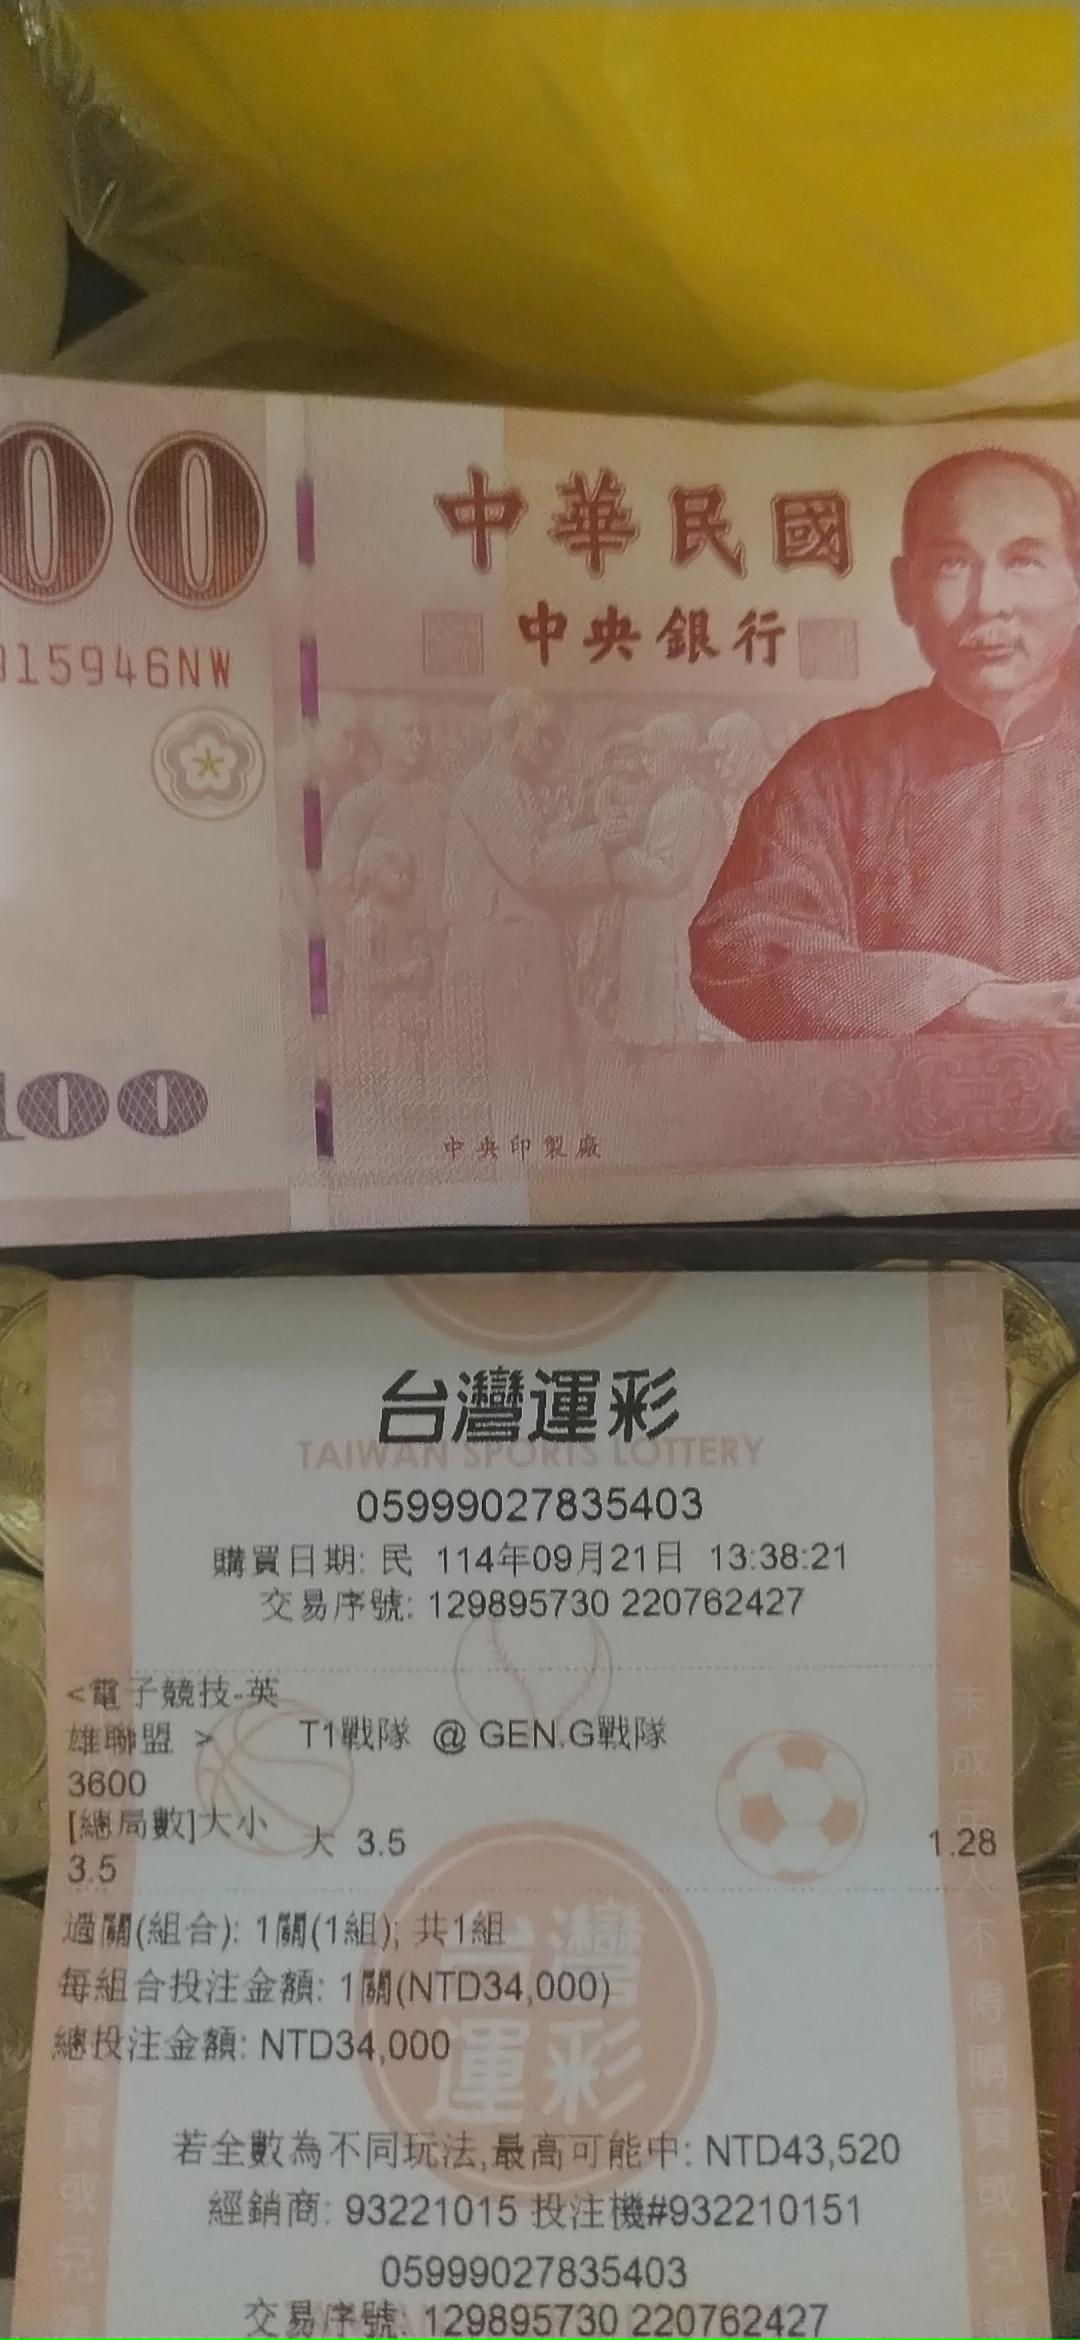 00
15946NW
中華民國
中央銀行
100
中央印製廠
台灣運彩
TAIWAN SPORTS LOTTERY
05999027835403
購買日期: 民 114年09月21日 13:38:21
交易序號: 129895730 220762427
<電子競技-英
雄聯盟 >
T1戰隊 @ GEN.G戰隊
3600
[總局數]大小
3.5
大 3.5
1.28
過關(組合): 1關(1組); 共1組
每組合投注金額: 1關(NTD34,000)
總投注金額: NTD34,000
台灣
運彩
若全數為不同玩法,最高可能中: NTD43,520
經銷商: 93221015 投注機#932210151
05999027835403
交易序號: 129895730 220762427